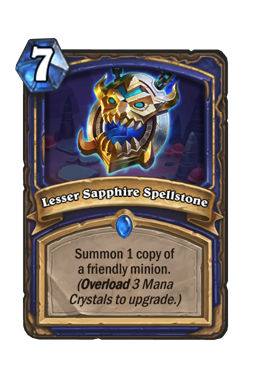 7
Lesser Sapphire Spellstone
Summon 1 copy of
a friendly minion.
(Overload 3 Mana
Crystals to upgrade.)